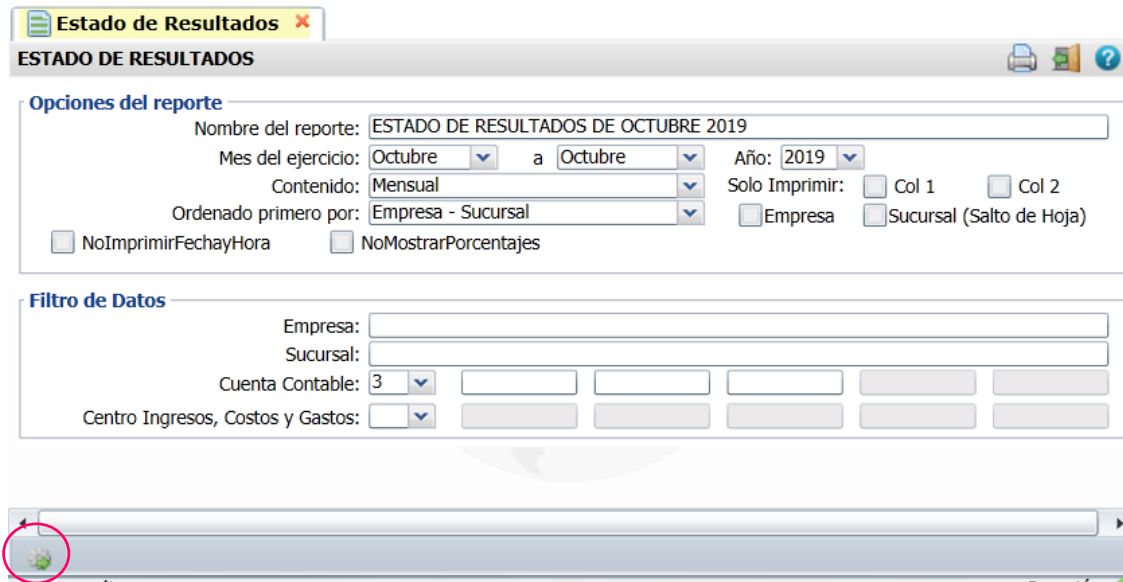 Estado de Resultados
ESTADO DE RESULTADOS
Opciones del reporte
Nombre del reporte: ESTADO DE RESULTADOS DE OCTUBRE 2019
Mes del ejercicio: Octubre a Octubre Año: 2019
Contenido: Mensual Solo Imprimir: Col 1 Col 2
Ordenado primero por: Empresa - Sucursal Empresa Sucursal (Salto de Hoja)
NoImprimirFechayHora NoMostrarPorcentajes
Filtro de Datos
Empresa:
Sucursal:
Cuenta Contable: 3
Centro Ingresos, Costos y Gastos: